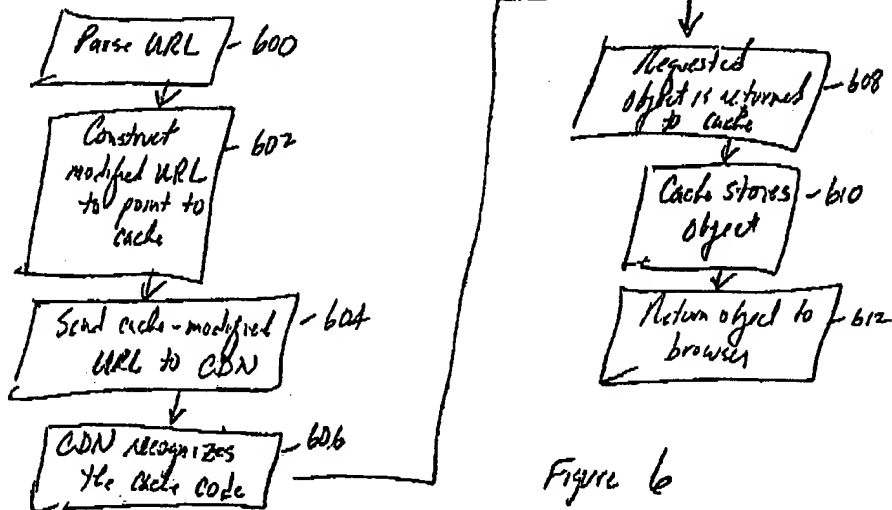 Parse URL
600
Construct
modified URL
to point to
cache
602
Send cache-modified
URL to CDN
604
CDN recognizes
the cache code
606
Requested
object is returned
to cache
608
Cache stores
object
610
Return object to
browser
612
Figure 6